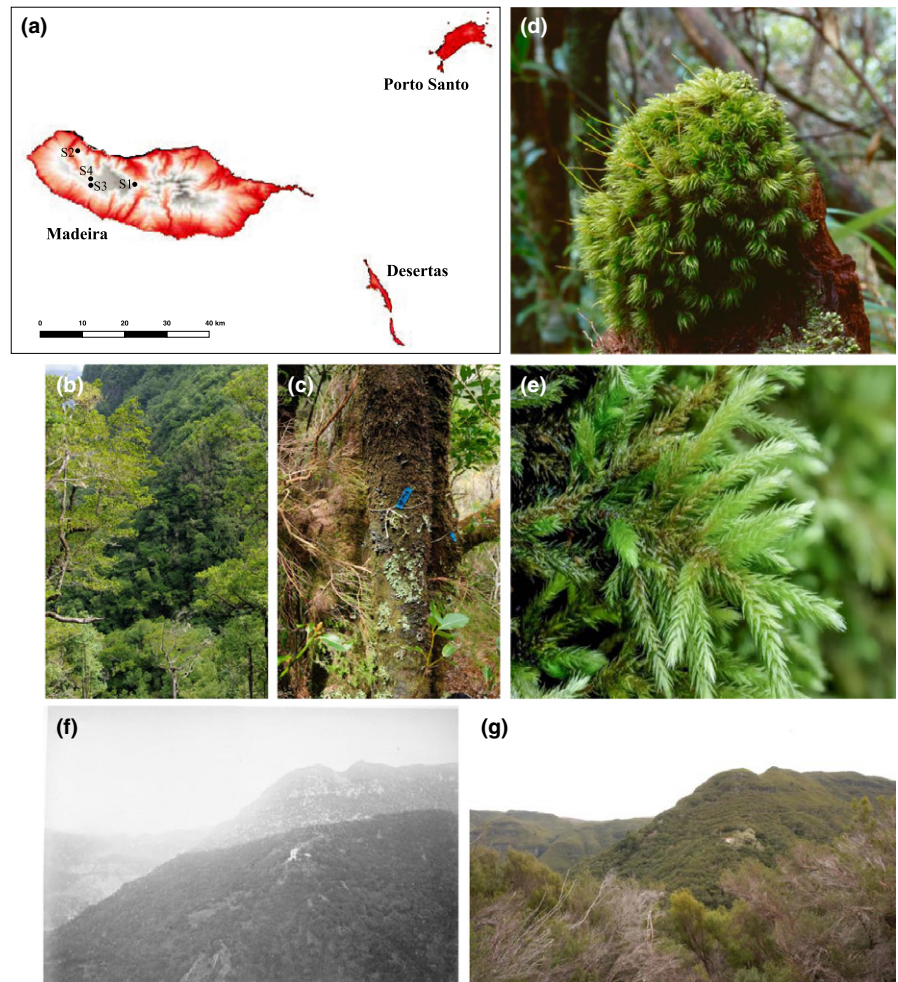 (a)
Porto Santo
S2
S4
S3
S1
Madeira
Desertas
0 10 20 30 40 km
(d)
(b)
(c)
(e)
(f)
(g)